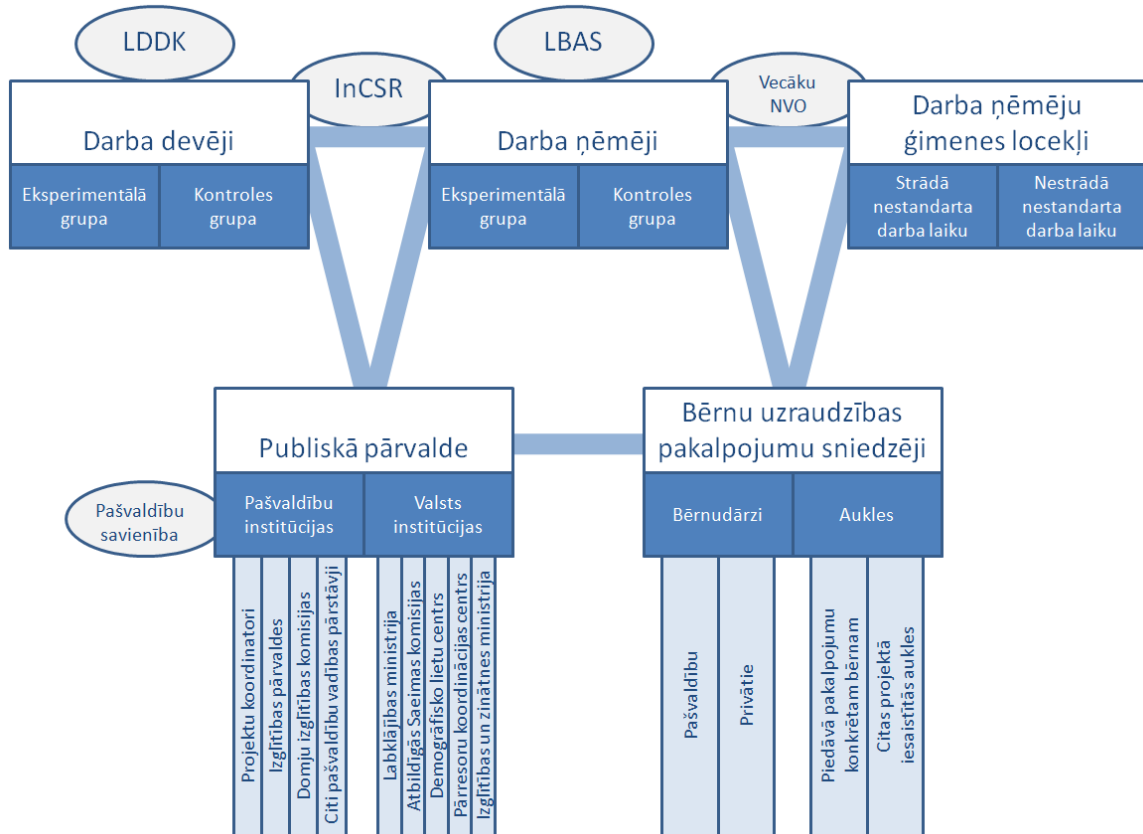 LDDK
LBAS
InCSR
Vecāku
NVO
Darba devēji
Darba ņēmēji
Darba ņēmēju
ģimenes locekļi
Eksperimentālā
grupa
Kontroles
grupa
Eksperimentālā
grupa
Kontroles
grupa
Strādā
nestandarta
darba laiku
Nestrādā
nestandarta
darba laiku
Publiskā pārvalde
Bērnu uzraudzības
pakalpojumu sniedzēji
Pašvaldību
savienība
Pašvaldību
institūcijas
Valsts
institūcijas
Bērnudārzi
Aukles
Projektu koordinatori
Izglītības pārvaldes
Domju izglītības komisijas
Citi pašvaldību vadības pārstāvji
Labklājības ministrija
Atbildīgās Saeimas komisijas
Demogrāfisko lietu centrs
Pārresoru koordinācijas centrs
Izglītības un zinātnes ministrija
Pašvaldību
Privātie
Piedāvā pakalpojumu
konkrētam bērnam
Citas projektā
iesaistītās aukles